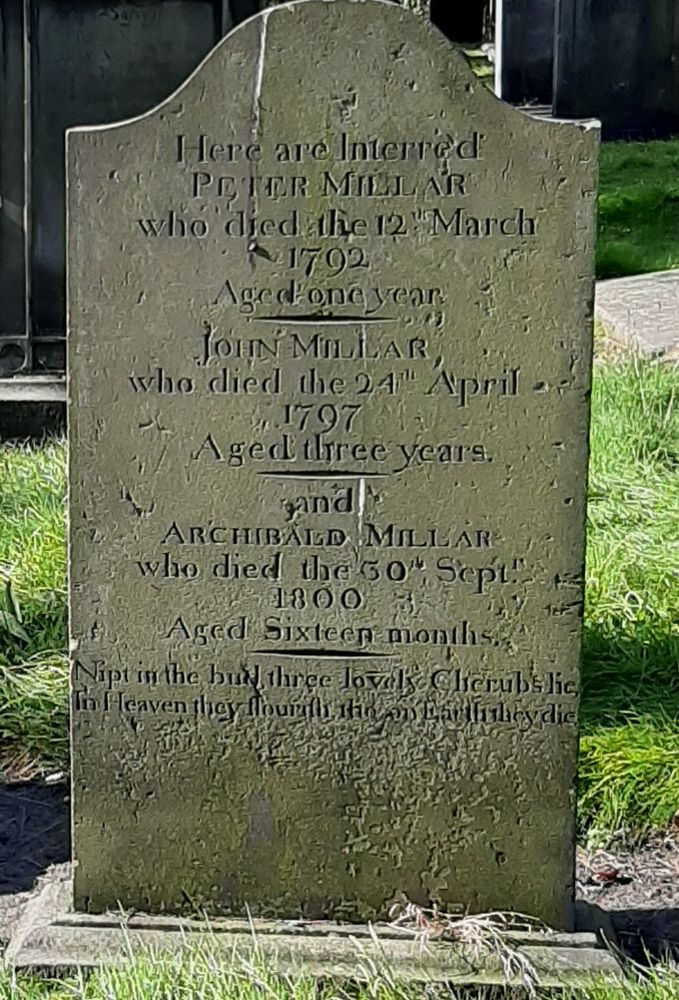 Here are Interred
PETER MILLAR
who died the 12th March
1792
Aged one year.
JOHN MILLAR,
who died the 24th April
1797
Aged three years.
and
ARCHIBALD MILLAR
who died the 30th Septr.
1800
Aged Sixteen months.
Nipt in the bud three lovely Cherubs lie,
In Heaven they flourish, tho' on Earth they die.